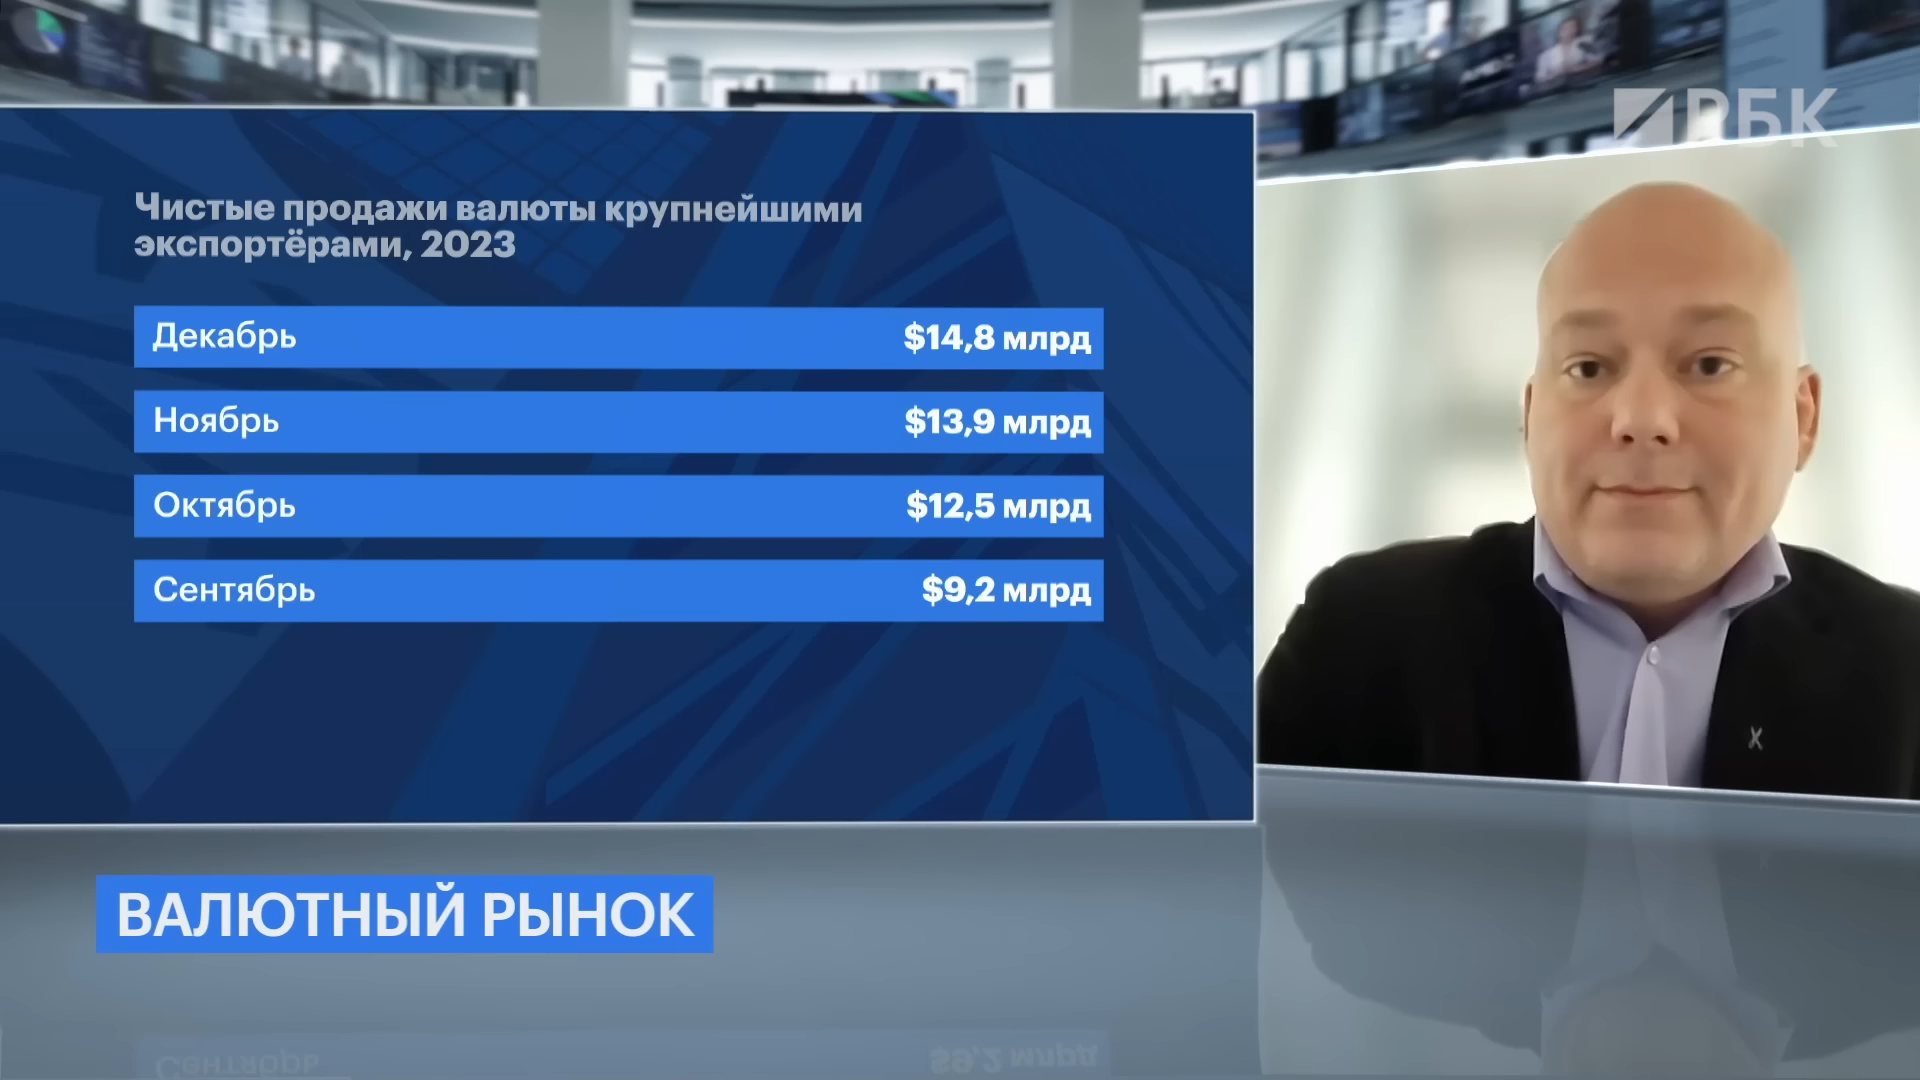 РБК
Чистые продажи валюты крупнейшими
экспортёрами, 2023
Декабрь $14,8 млрд
Ноябрь $13,9 млрд
Октябрь $12,5 млрд
Сентябрь $9,2 млрд
ВАЛЮТНЫЙ РЫНОК